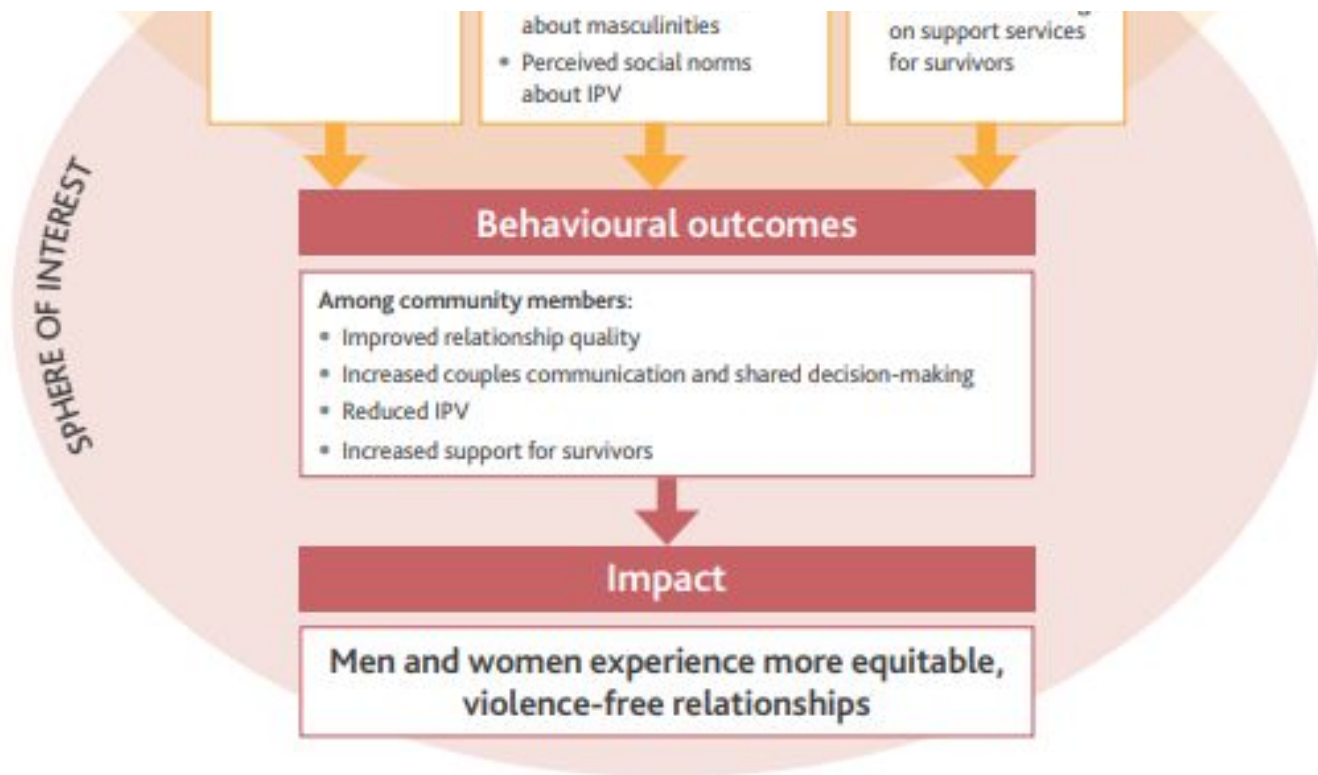 about masculinities
• Perceived social norms
about IPV
on support services
for survivors
SPHERE OF INTEREST
Behavioural outcomes
Among community members:
• Improved relationship quality
• Increased couples communication and shared decision-making
• Reduced IPV
• Increased support for survivors
Impact
Men and women experience more equitable,
violence-free relationships